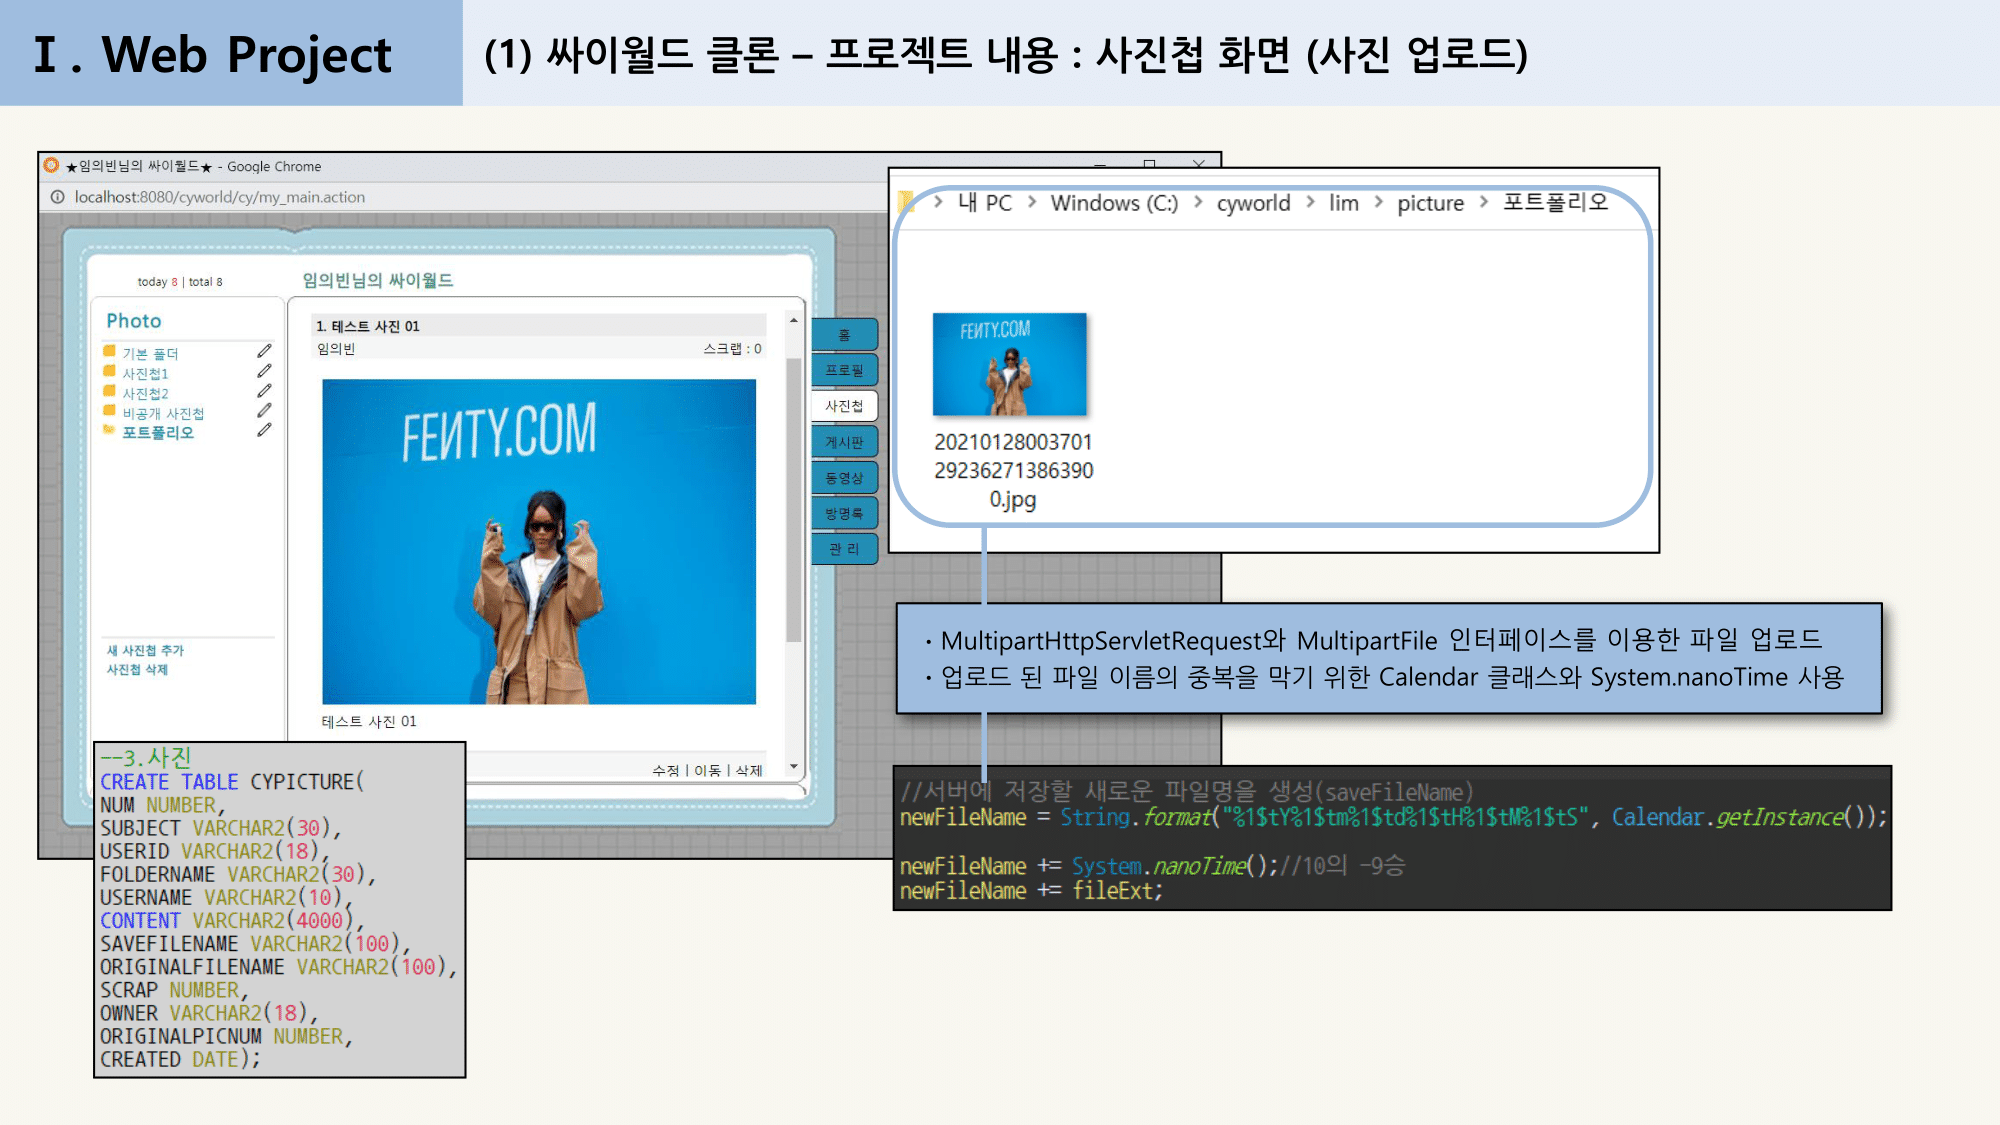 I. Web Project
(1) 싸이월드 클론 – 프로젝트 내용 : 사진첩 화면 (사진 업로드)
★임의빈님의 싸이월드★ - Google Chrome
localhost:8080/cyworld/cy/my_main.action
today 8 | total 8
임의빈님의 싸이월드
Photo
기본 폴더
사진첩1
사진첩2
비공개 사진첩
포트폴리오
새 사진첩 추가
사진첩 삭제
1. 테스트 사진 01
임의빈
스크랩 : 0
FEИTY.COM
테스트 사진 01
수정 | 이동 | 삭제
홈
프로필
사진첩
게시판
동영상
방명록
관 리
> 내 PC > Windows (C:) > cyworld > lim > picture > 포트폴리오
FEИTY.COM
20210128003701
29236271386390
0.jpg
· MultipartHttpServletRequest와 MultipartFile 인터페이스를 이용한 파일 업로드
· 업로드 된 파일 이름의 중복을 막기 위한 Calendar 클래스와 System.nanoTime 사용
//서버에 저장할 새로운 파일명을 생성(saveFileName)
newFileName = String.format("%1$tY%1$tm%1$td%1$tH%1$tM%1$tS", Calendar.getInstance());
newFileName += System.nanoTime();//10의 -9승
newFileName += fileExt;
--3.사진
CREATE TABLE CYPICTURE(
NUM NUMBER,
SUBJECT VARCHAR2(30),
USERID VARCHAR2(18),
FOLDERNAME VARCHAR2(30),
USERNAME VARCHAR2(10),
CONTENT VARCHAR2(4000),
SAVEFILENAME VARCHAR2(100),
ORIGINALFILENAME VARCHAR2(100),
SCRAP NUMBER,
OWNER VARCHAR2(18),
ORIGINALPICNUM NUMBER,
CREATED DATE);